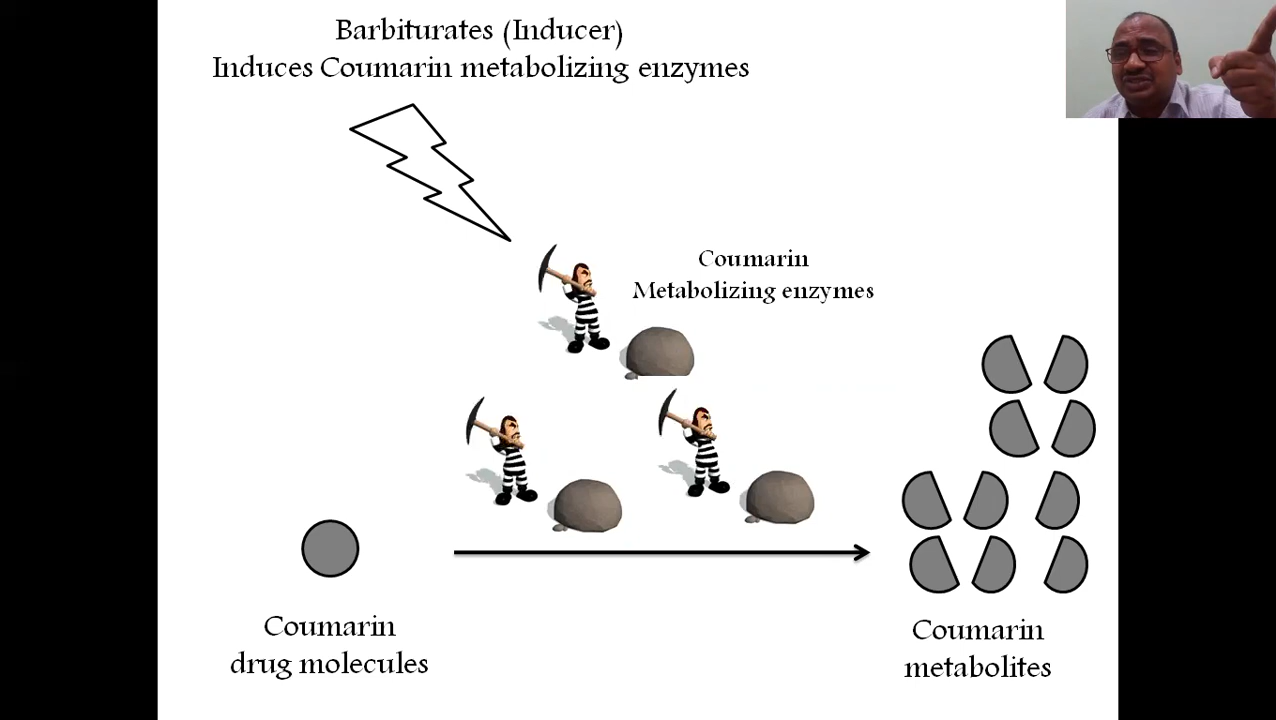 Barbiturates (Inducer)
Induces Coumarin metabolizing enzymes
Coumarin
Metabolizing enzymes
Coumarin
drug molecules
Coumarin
metabolites